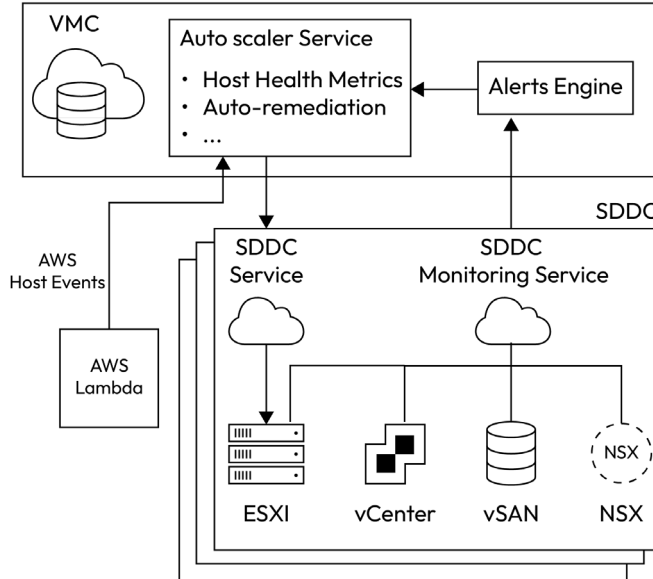 VMC
Auto scaler Service
• Host Health Metrics
• Auto-remediation
• ...
Alerts Engine
SDDC
AWS
Host Events
AWS
Lambda
SDDC
Service
SDDC
Monitoring Service
NSX
ESXI
vCenter
vSAN
NSX